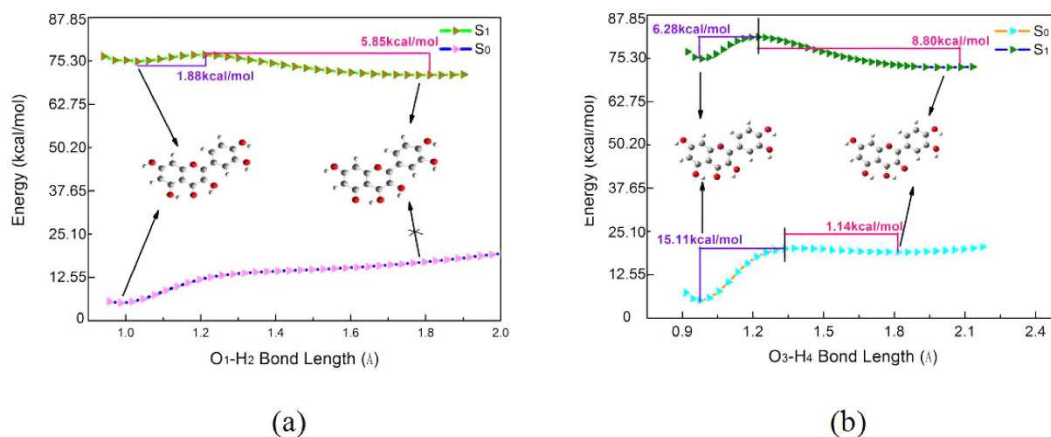 87.85
75.30
62.75
50.20
37.65
25.10
12.55
0
Energy (kcal/mol)
S1
S0
5.85kcal/mol
1.88kcal/mol
1.0 1.2 1.4 1.6 1.8 2.0
O1-H2 Bond Length (Å)
(a)
87.85
75.30
62.75
50.20
37.65
25.10
12.55
0
Energy (kcal/mol)
S0
S1
6.28kcal/mol
8.80kcal/mol
15.11kcal/mol
1.14kcal/mol
0.9 1.2 1.5 1.8 2.1 2.4
O3-H4 Bond Length (Å)
(b)